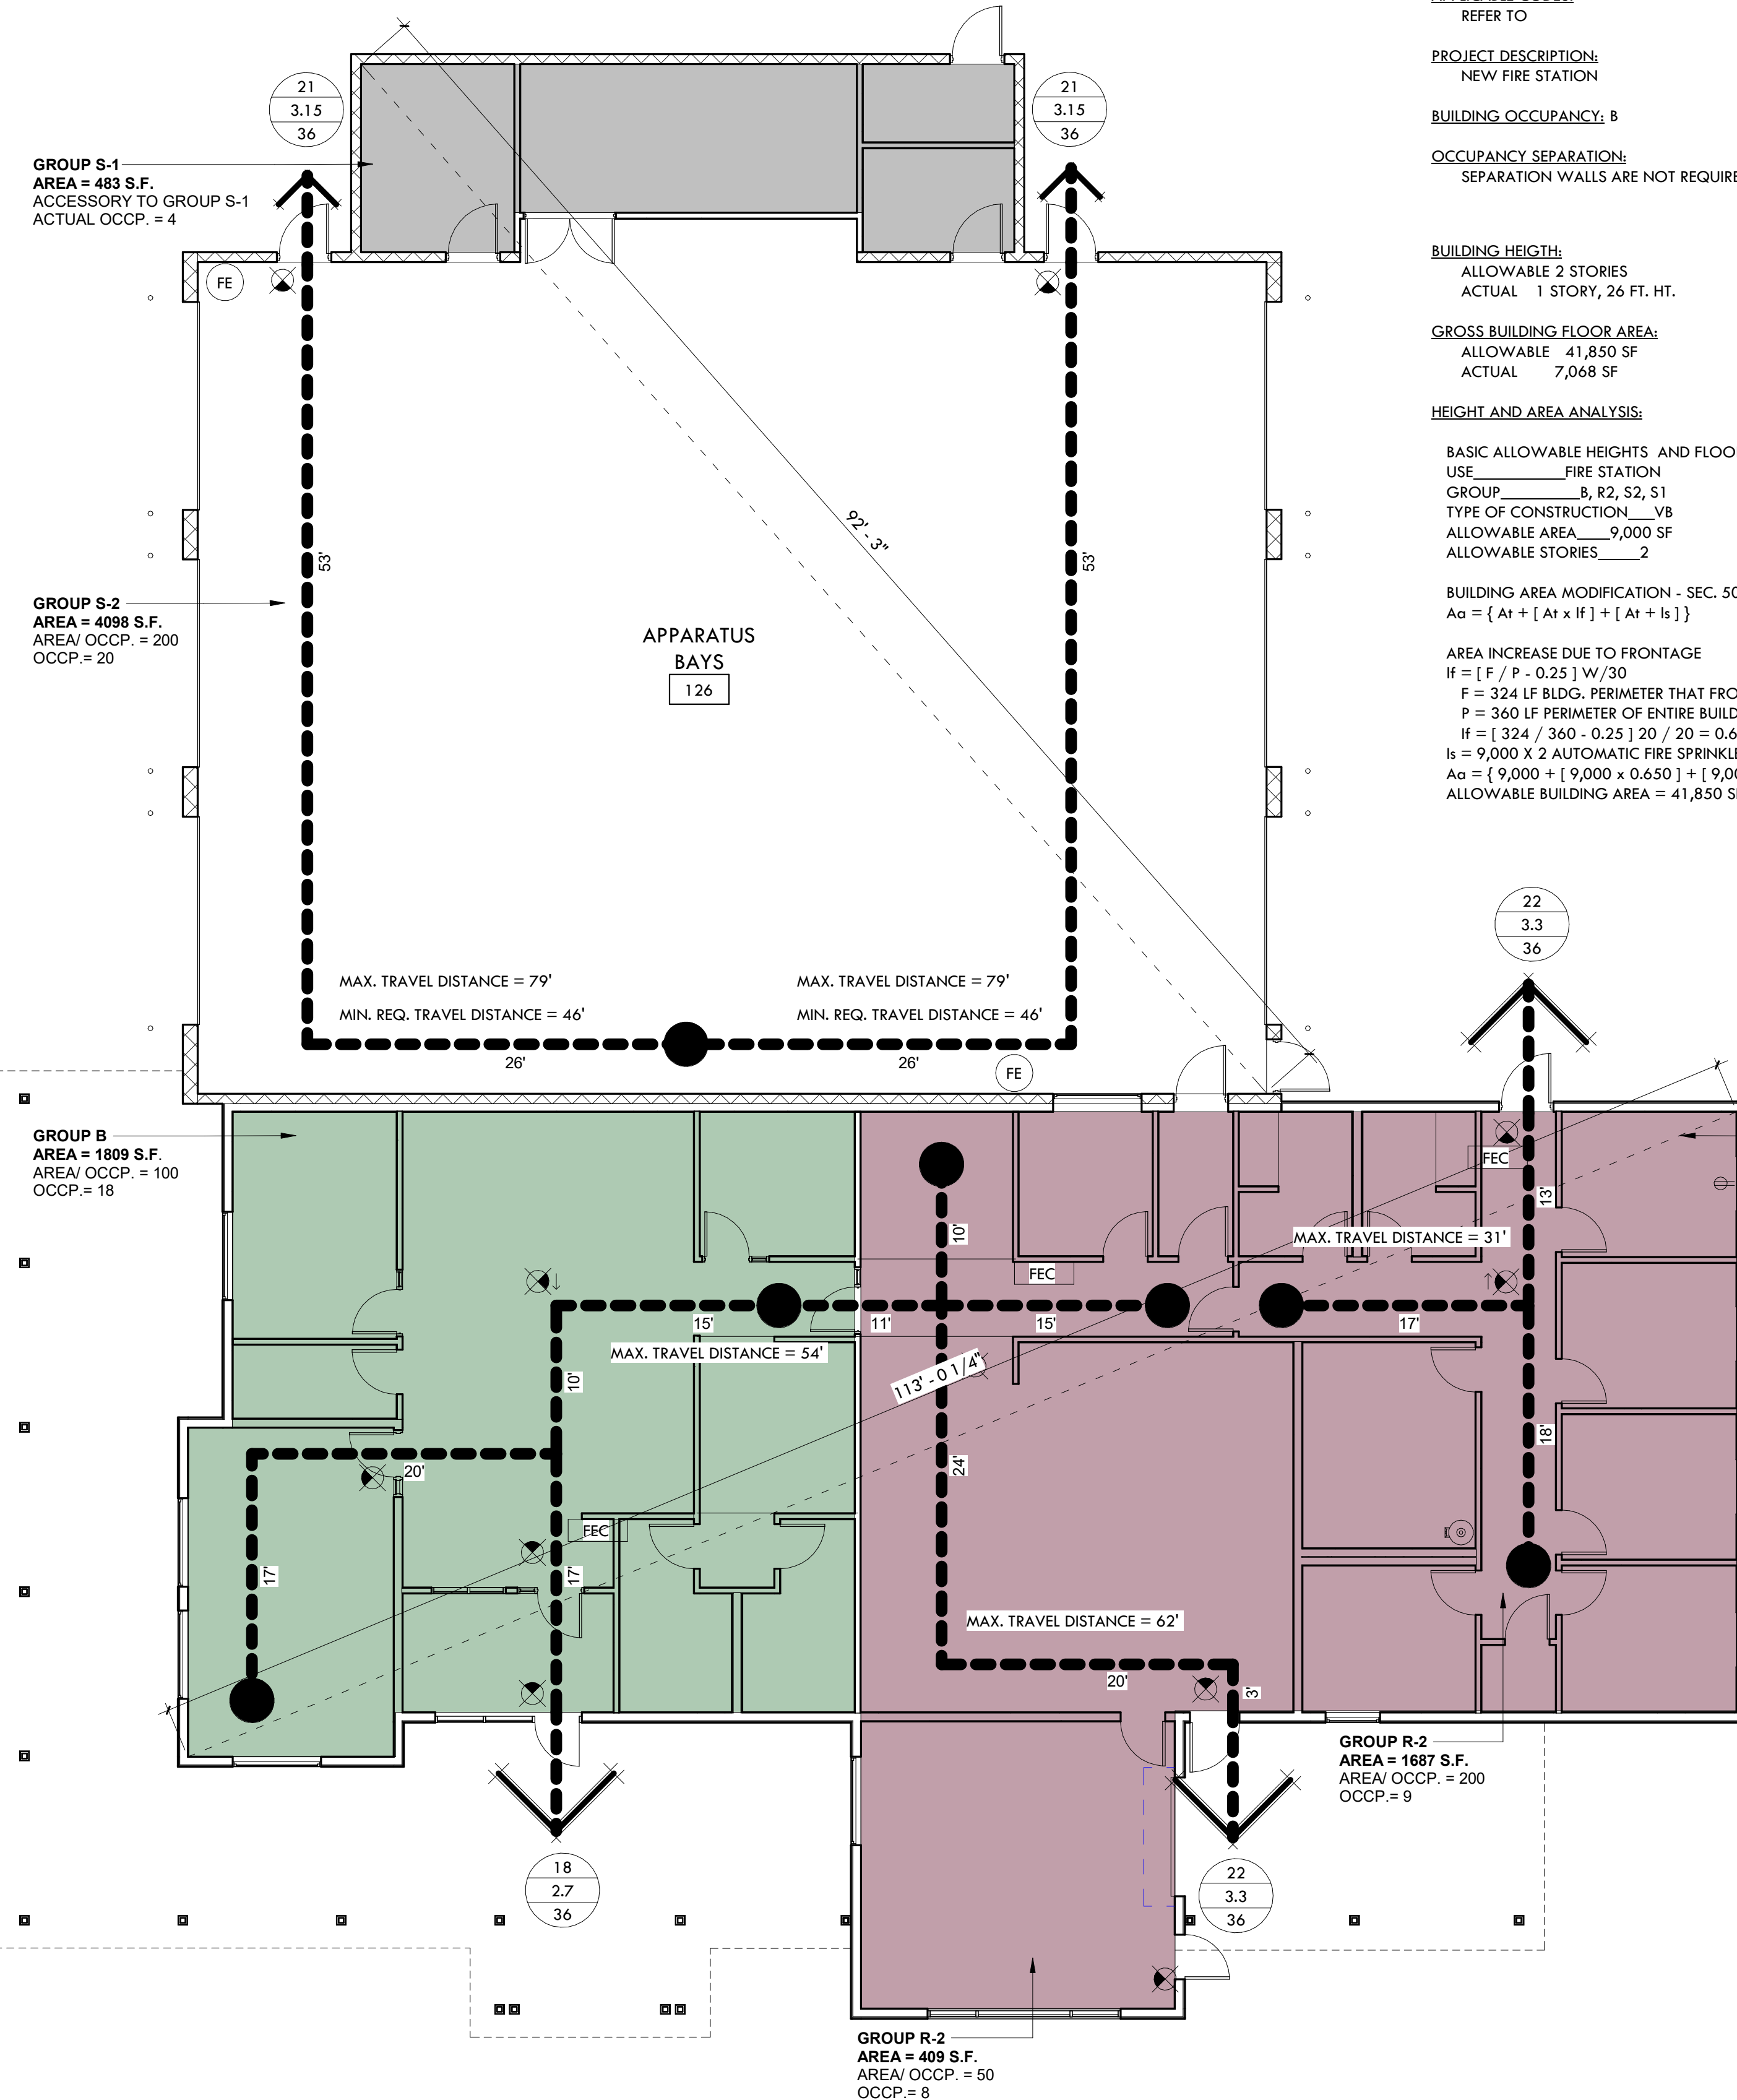 REFER TO
PROJECT DESCRIPTION:
NEW FIRE STATION
BUILDING OCCUPANCY: B
OCCUPANCY SEPARATION:
SEPARATION WALLS ARE NOT REQUIRE
BUILDING HEIGTH:
ALLOWABLE 2 STORIES
ACTUAL 1 STORY, 26 FT. HT.
GROSS BUILDING FLOOR AREA:
ALLOWABLE 41,850 SF
ACTUAL 7,068 SF
HEIGHT AND AREA ANALYSIS:
BASIC ALLOWABLE HEIGHTS AND FLOO
USE__________FIRE STATION
GROUP_________B, R2, S2, S1
TYPE OF CONSTRUCTION___VB
ALLOWABLE AREA____9,000 SF
ALLOWABLE STORIES_____2
BUILDING AREA MODIFICATION - SEC. 50
Aa = { At + [ At x If ] + [ At + Is ] }
AREA INCREASE DUE TO FRONTAGE
If = [ F / P - 0.25 ] W/30
F = 324 LF BLDG. PERIMETER THAT FRO
P = 360 LF PERIMETER OF ENTIRE BUILD
If = [ 324 / 360 - 0.25 ] 20 / 20 = 0.6
Is = 9,000 X 2 AUTOMATIC FIRE SPRINKLE
Aa = { 9,000 + [ 9,000 x 0.650 ] + [ 9,00
ALLOWABLE BUILDING AREA = 41,850 S
21
3.15
36
21
3.15
36
GROUP S-1
AREA = 483 S.F.
ACCESSORY TO GROUP S-1
ACTUAL OCCP. = 4
FE
53'
92' - 3"
53'
GROUP S-2
AREA = 4098 S.F.
AREA/ OCCP. = 200
OCCP.= 20
APPARATUS
BAYS
126
22
3.3
36
MAX. TRAVEL DISTANCE = 79'
MIN. REQ. TRAVEL DISTANCE = 46'
MAX. TRAVEL DISTANCE = 79'
MIN. REQ. TRAVEL DISTANCE = 46'
26'
26'
FE
GROUP B
AREA = 1809 S.F.
AREA/ OCCP. = 100
OCCP.= 18
FEC
13'
10'
MAX. TRAVEL DISTANCE = 31'
FEC
15'
11'
15'
17'
MAX. TRAVEL DISTANCE = 54'
113' - 0 1/4"
10'
20'
24'
18'
FEC
17'
17'
MAX. TRAVEL DISTANCE = 62'
20'
3'
GROUP R-2
AREA = 1687 S.F.
AREA/ OCCP. = 200
OCCP.= 9
18
2.7
36
22
3.3
36
GROUP R-2
AREA = 409 S.F.
AREA/ OCCP. = 50
OCCP.= 8